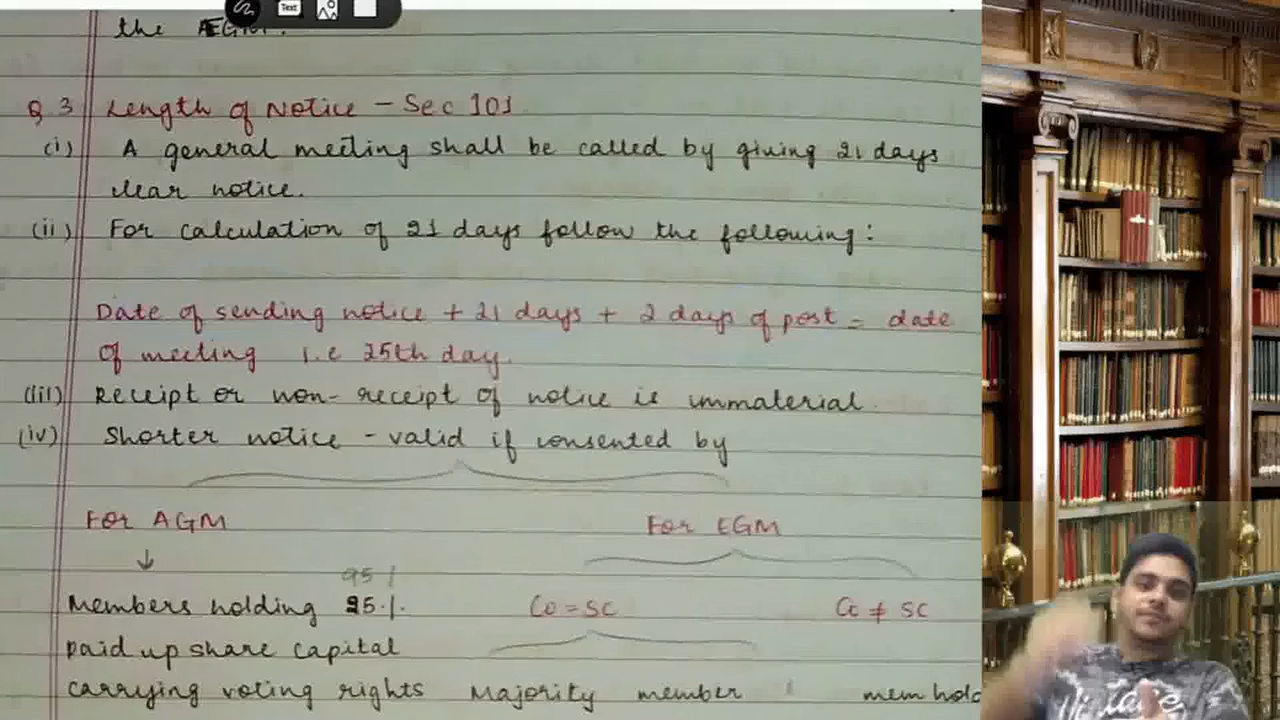 Text
the AEGM.
Q 3 Length of Notice - Sec 101
(i) A general meeting shall be called by giving 21 days
clear notice.
(ii) For calculation of 21 days follow the following:
Date of sending notice + 21 days + 2 days of post = date
of meeting i.e 25th day.
(iii) Receipt or non-receipt of notice is immaterial.
(iv) Shorter notice - valid if consented by
For AGM
For EGM
95%
Members holding 95%
Co = SC
Co ≠ SC
paid up share capital
carrying voting rights
Majority member
mem hold